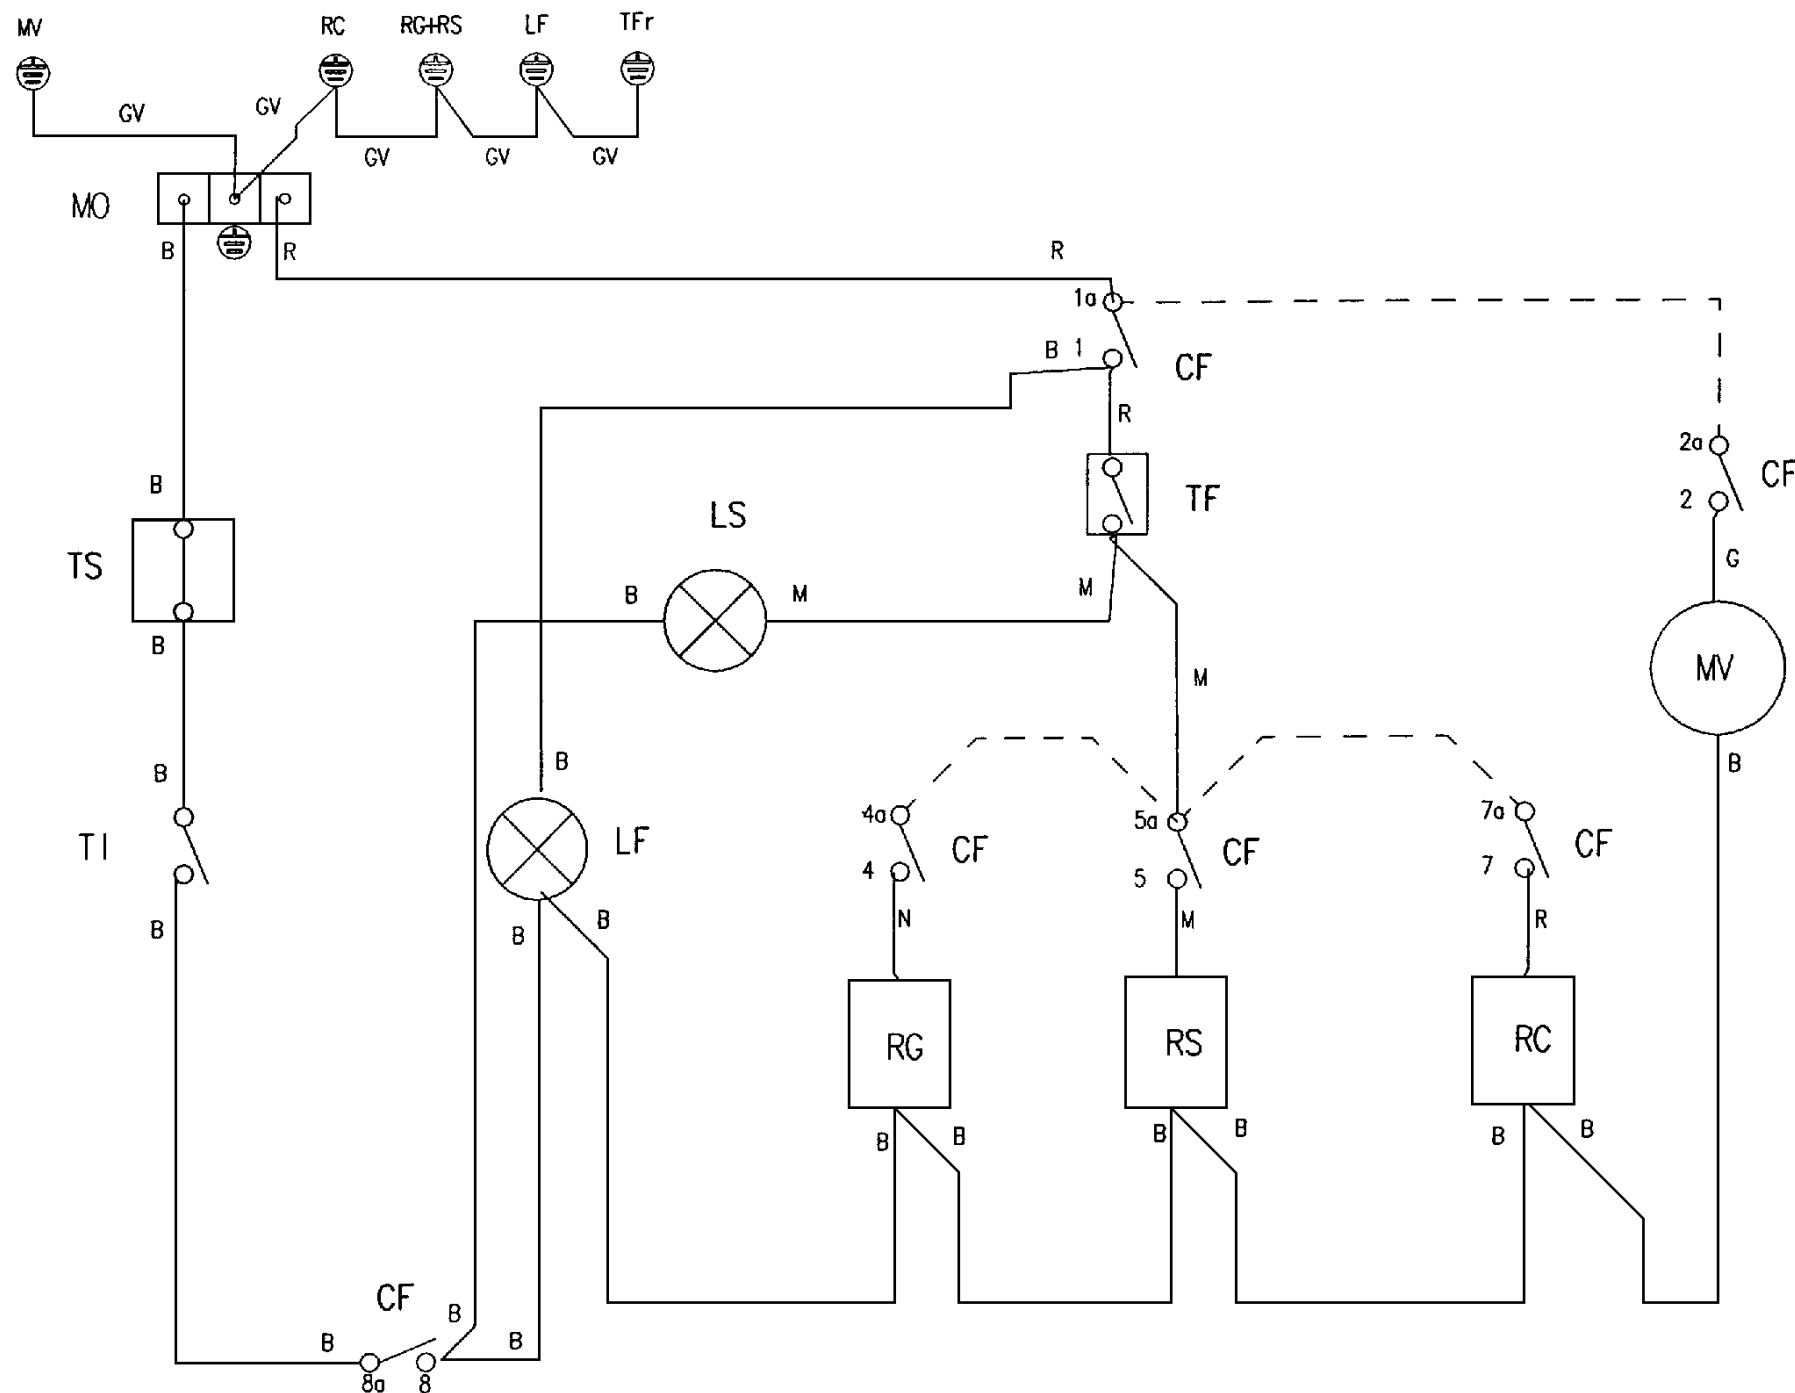 MV RC RG+RS LF TFr
GV GV
GV GV GV
MO
B R R
1a
B 1 CF
R
2a CF
2
B
LS TF
G
TS
B M M
B
MV
M
B
B B
4a 5a 7a
TI LF CF CF CF
4 5 7
B B B N M R
RG RS RC
B B B B B B
CF
B
B B
8a 8